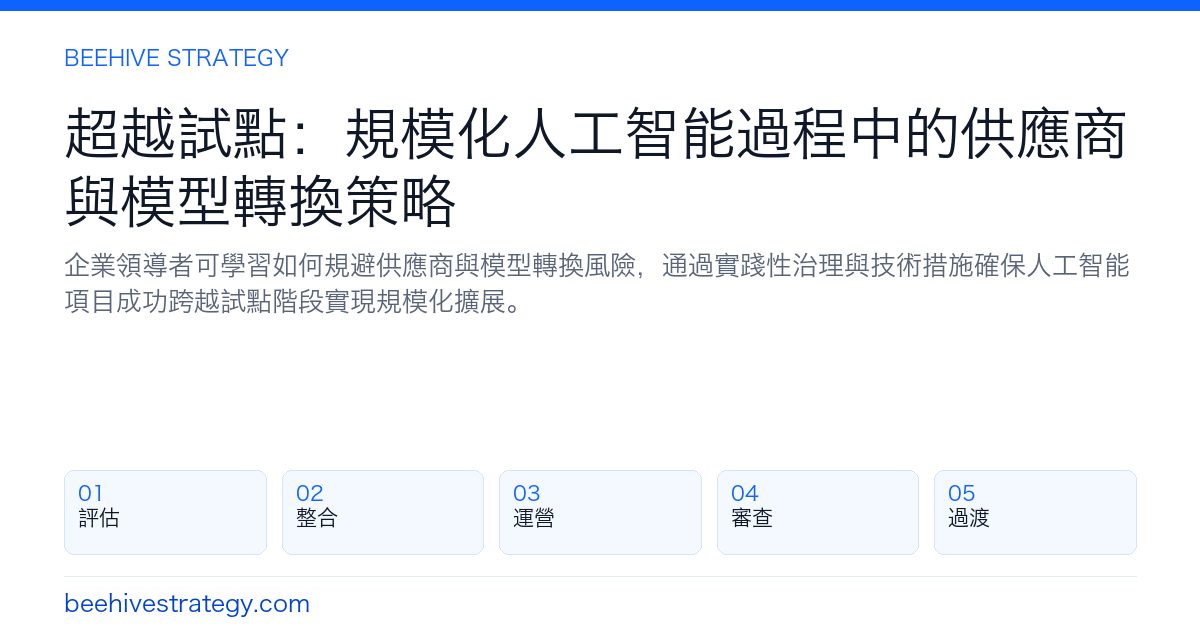 BEEHIVE STRATEGY
超越試點：規模化人工智能過程中的供應商
與模型轉換策略
企業領導者可學習如何規避供應商與模型轉換風險，通過實踐性治理與技術措施確保人工智能
項目成功跨越試點階段實現規模化擴展。
01
評估
02
整合
03
運營
04
審查
05
過渡
beehivestrategy.com